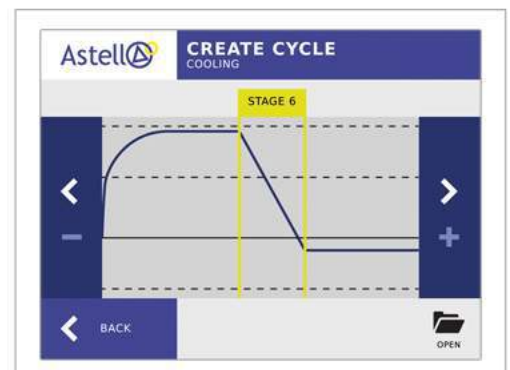 Astell
CREATE CYCLE
COOLING
STAGE 6
BACK
OPEN